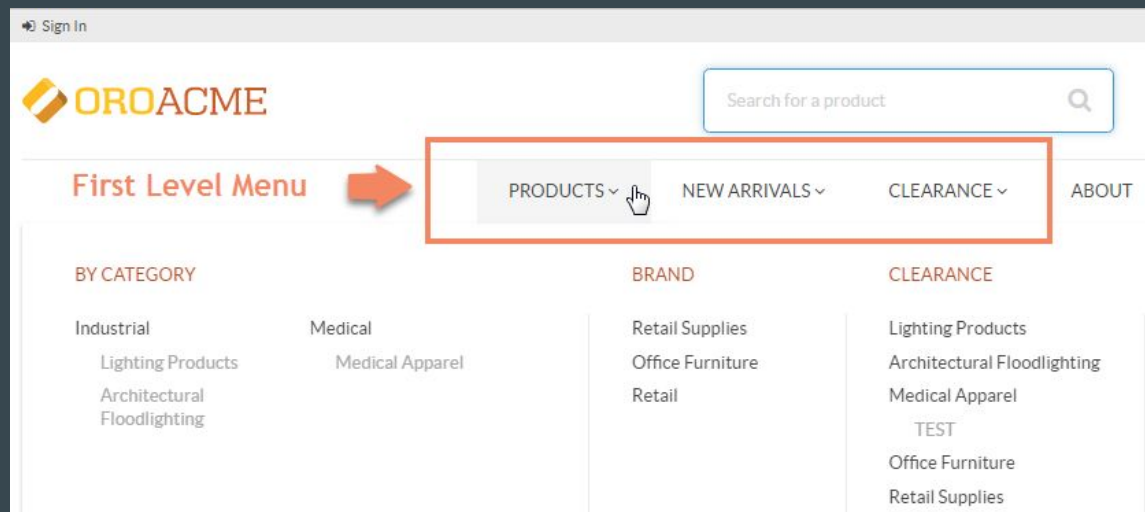 Sign In
OROACME
Search for a product
First Level Menu
PRODUCTS
NEW ARRIVALS
CLEARANCE
ABOUT
BY CATEGORY
Industrial
Lighting Products
Architectural
Floodlighting
Medical
Medical Apparel
BRAND
Retail Supplies
Office Furniture
Retail
CLEARANCE
Lighting Products
Architectural Floodlighting
Medical Apparel
TEST
Office Furniture
Retail Supplies